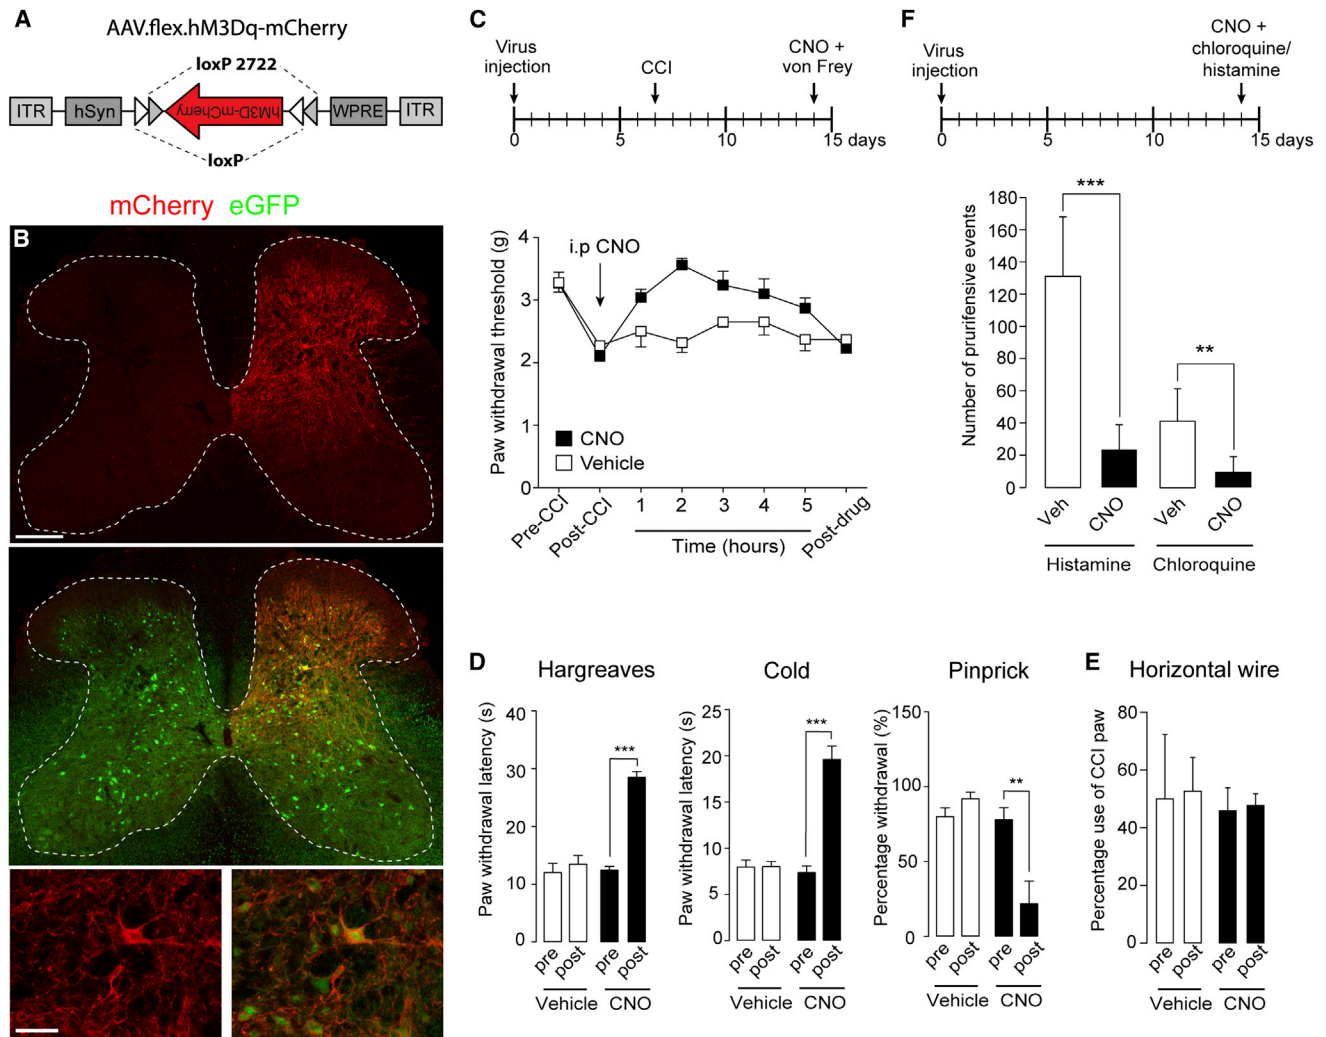 A
AAV.flex.hM3Dq-mCherry
loxP 2722
ITR hSyn hM3D-mCherry WPRE ITR
loxP
mCherry eGFP
B
C
Virus injection
CCI
CNO + von Frey
0 5 10 15 days
Paw withdrawal threshold (g)
4
3
2
1
0
i.p CNO
CNO
Vehicle
Pre-CCI Post-CCI 1 2 3 4 5 Post-drug
Time (hours)
F
Virus injection
CNO + chloroquine/ histamine
0 5 10 15 days
Number of prurifensive events
180
160
140
120
100
80
60
40
20
0
***
**
Veh CNO Veh CNO
Histamine Chloroquine
D
Hargreaves
Paw withdrawal latency (s)
40
30
20
10
0
***
pre post pre post
Vehicle CNO
Cold
Paw withdrawal latency (s)
25
20
15
10
5
0
***
pre post pre post
Vehicle CNO
Pinprick
Percentage withdrawal (%)
150
100
50
0
**
pre post pre post
Vehicle CNO
E
Horizontal wire
Percentage use of CCI paw
80
60
40
20
0
pre post pre post
Vehicle CNO